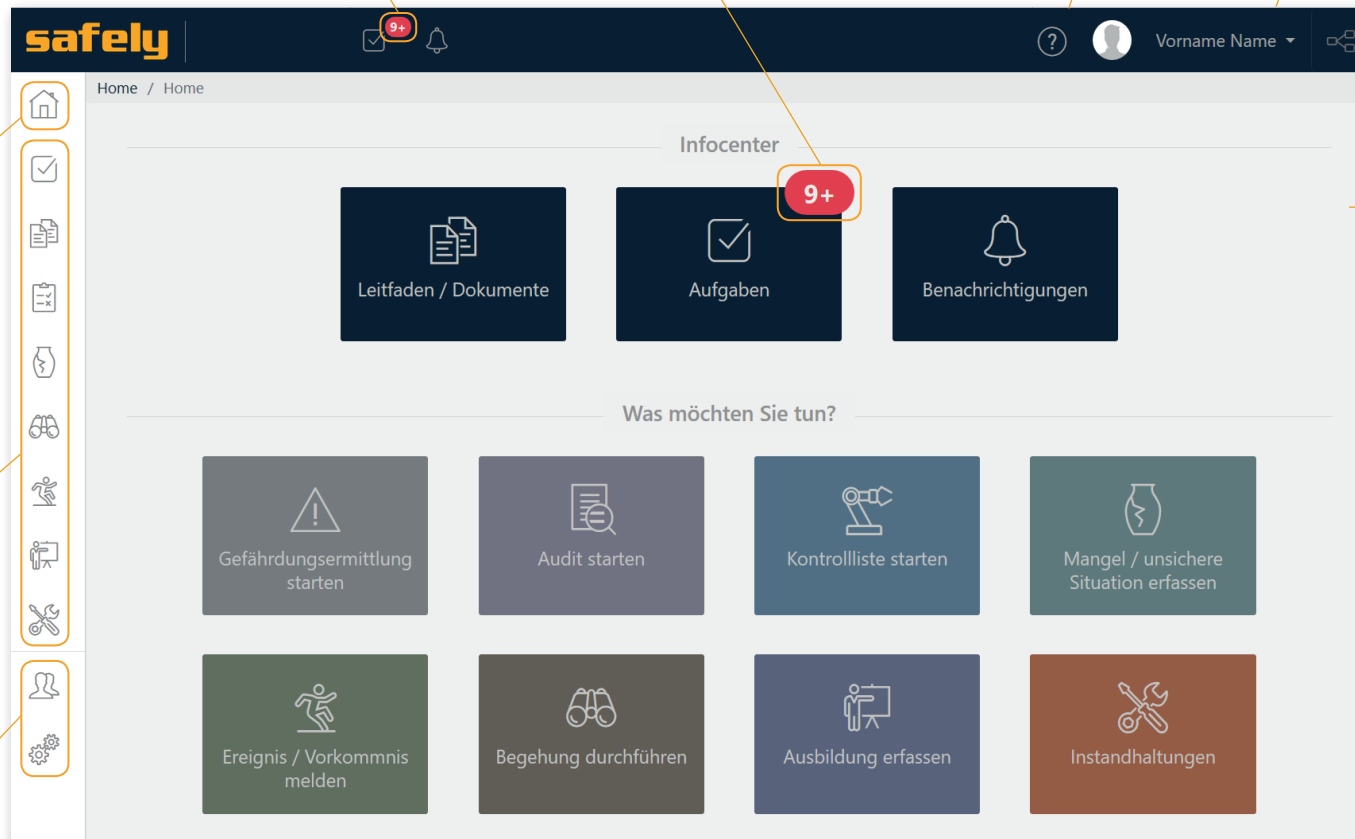 safely
9+
?
Vorname Name
Home / Home
Infocenter
9+
Leitfaden / Dokumente
Aufgaben
Benachrichtigungen
Was möchten Sie tun?
Gefährdungsermittlung
starten
Audit starten
Kontrollliste starten
Mangel / unsichere
Situation erfassen
Ereignis / Vorkommnis
melden
Begehung durchführen
Ausbildung erfassen
Instandhaltungen